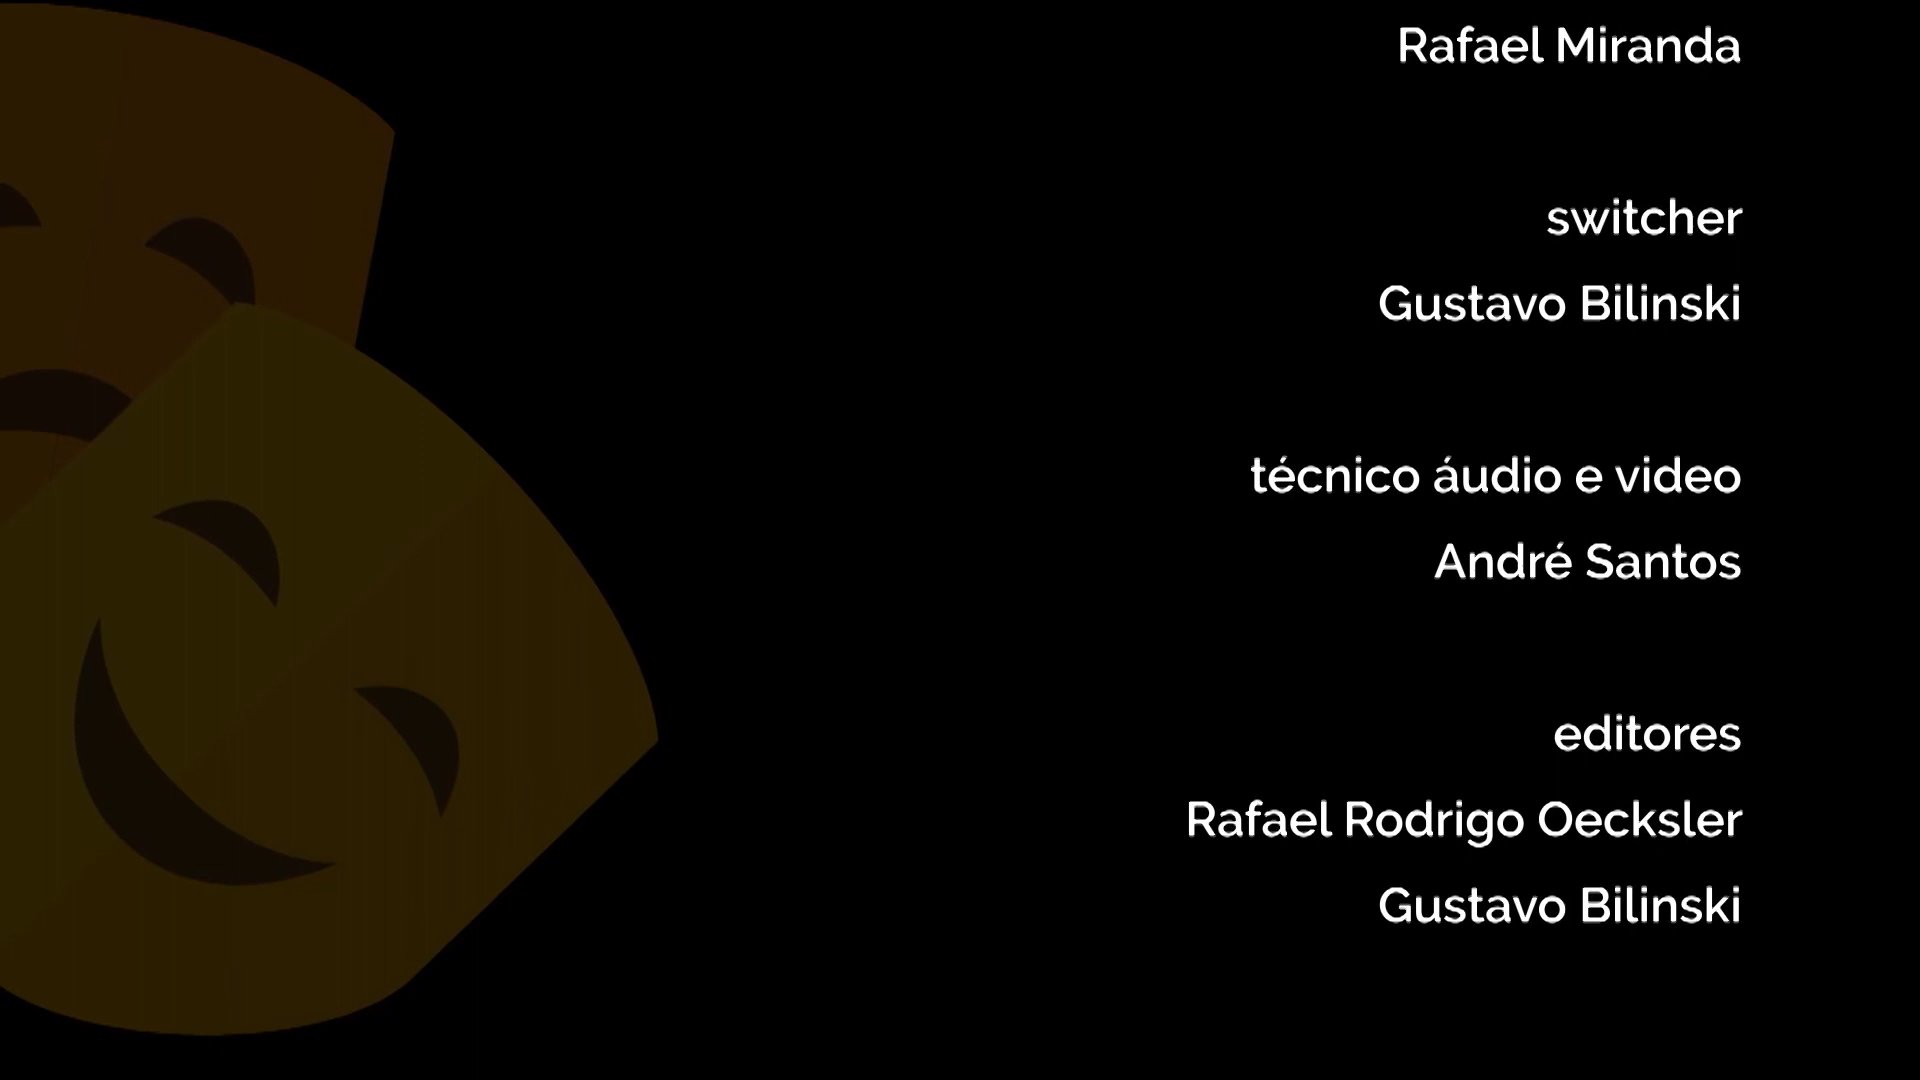 Rafael Miranda
switcher
Gustavo Bilinski
técnico áudio e video
André Santos
editores
Rafael Rodrigo Oecksler
Gustavo Bilinski